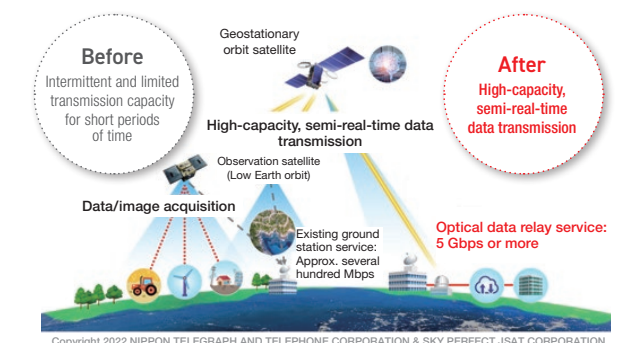 Before
Intermittent and limited
transmission capacity
for short periods
of time
Geostationary
orbit satellite
After
High-capacity,
semi-real-time
data transmission
High-capacity, semi-real-time data
transmission
Observation satellite
(Low Earth orbit)
Data/image acquisition
Existing ground
station service:
Approx. several
hundred Mbps
Optical data relay service:
5 Gbps or more
Copyright 2022 NIPPON TELEGRAPH AND TELEPHONE CORPORATION & SKY PERFECT JSAT CORPORATION